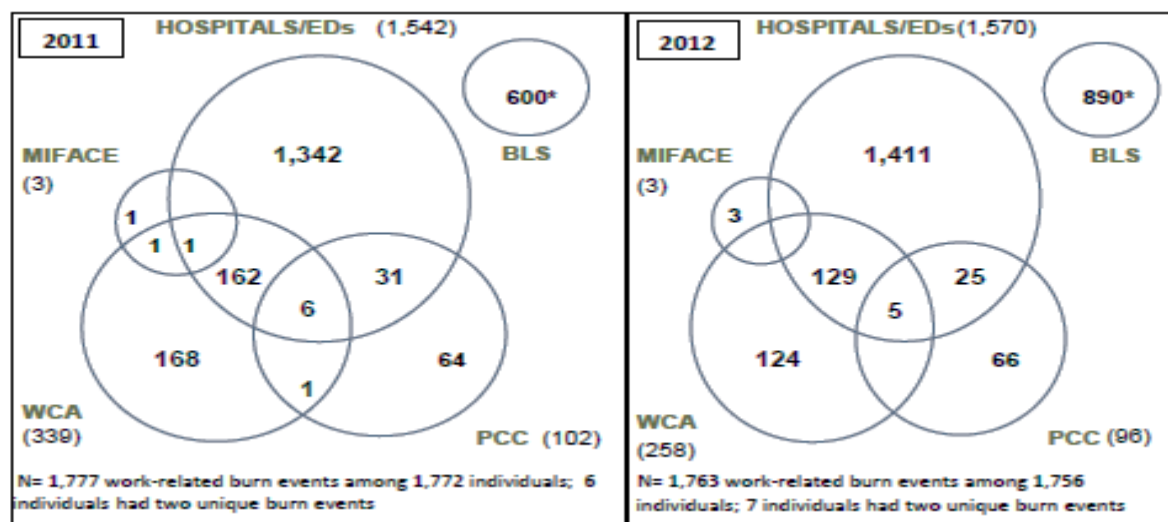 2011
HOSPITALS/EDs (1,542)
600*
BLS
1,342
MIFACE
(3)
1
1 1
162
31
6
168
64
1
WCA
(339)
PCC (102)
N= 1,777 work-related burn events among 1,772 individuals; 6
individuals had two unique burn events
2012
HOSPITALS/EDs (1,570)
890*
BLS
1,411
MIFACE
(3)
3
129
25
5
124
66
WCA
(258)
PCC (96)
N= 1,763 work-related burn events among 1,756
individuals; 7 individuals had two unique burn events